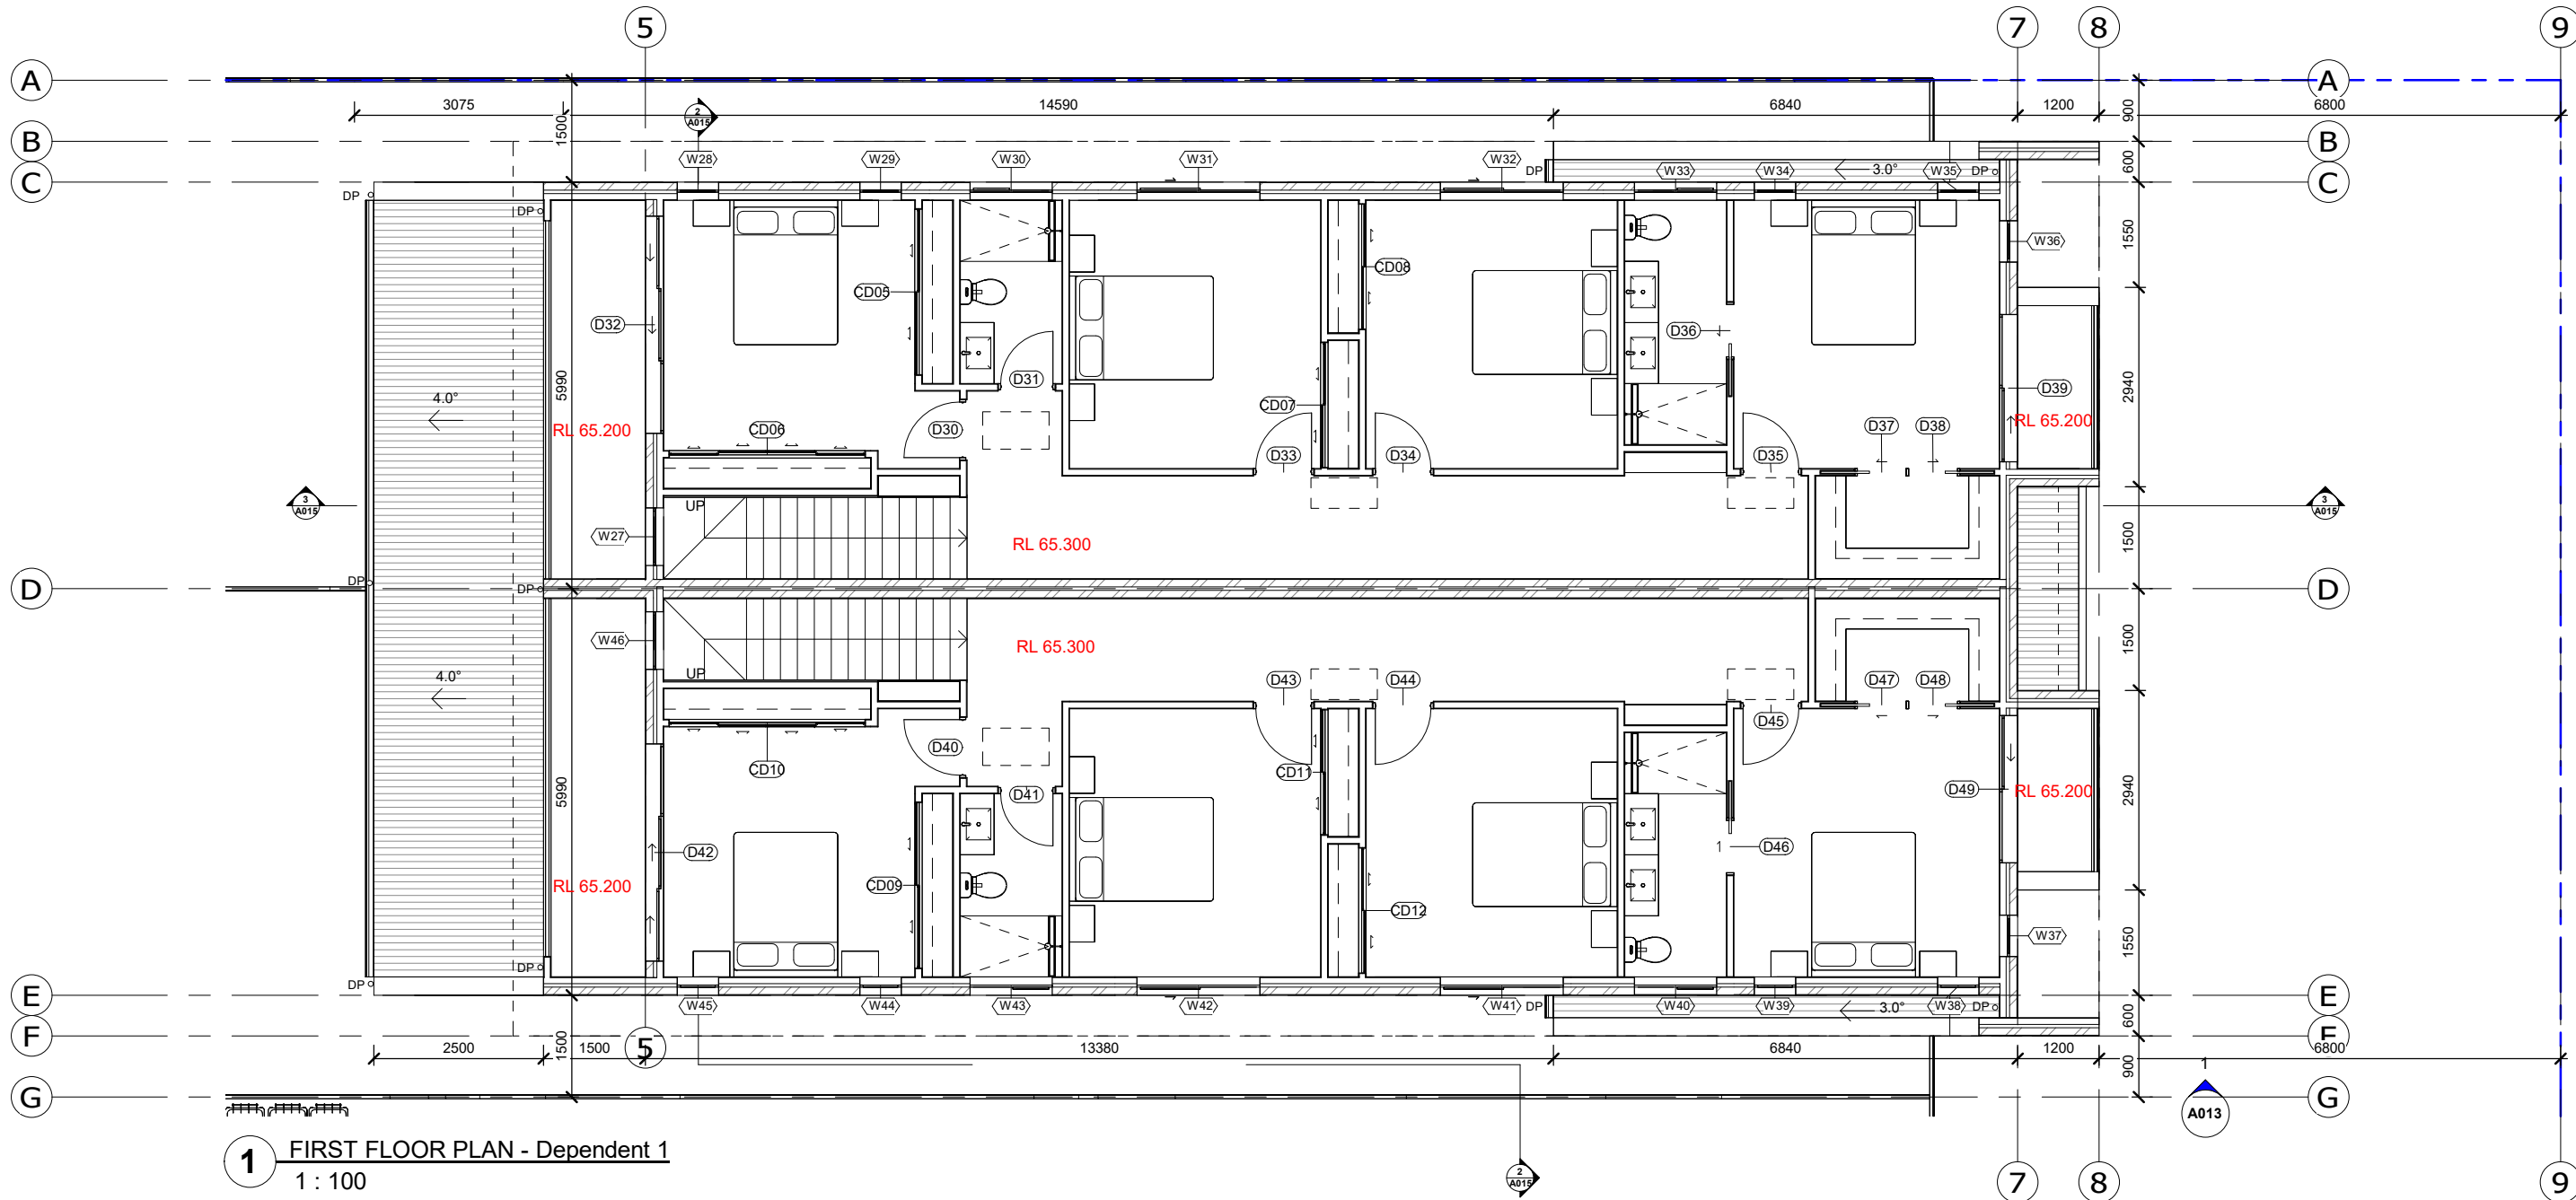 5 7 8 9
A A
3075 14590 6840 1200 6800
2
A015
1500 900
B B
W28 W29 W30 W31 W32 W33 W34 W35
600
C C
DP DP 3.0° DP
DP
1550
W36
CD05 CD08
D32 D36
5990 2940
D31 D39
4.0°
CD07
RL 65.200 CD06 D30 RL 65.200
D37 D38
D33 D34 D35
3
A015
UP
3
A015
W27 RL 65.300 1500
DP DP
D D
W46 RL 65.300 1500
UP
4.0° D43 D44 D47 D48
D45
D40
CD10 CD11
5990 D41 D49 RL 65.200 2940
D42 D46
RL 65.200 CD09
CD12
W37 1550
DP
DP
E E
W45 W44 W43 W42 W41 DP W40 W39 3.0° W38 DP
600
F F
2500 1500 1500 5 13380 6840 1200 6800
900
1
G G
A013
1 FIRST FLOOR PLAN - Dependent 1
1 : 100
2
A015
7 8 9